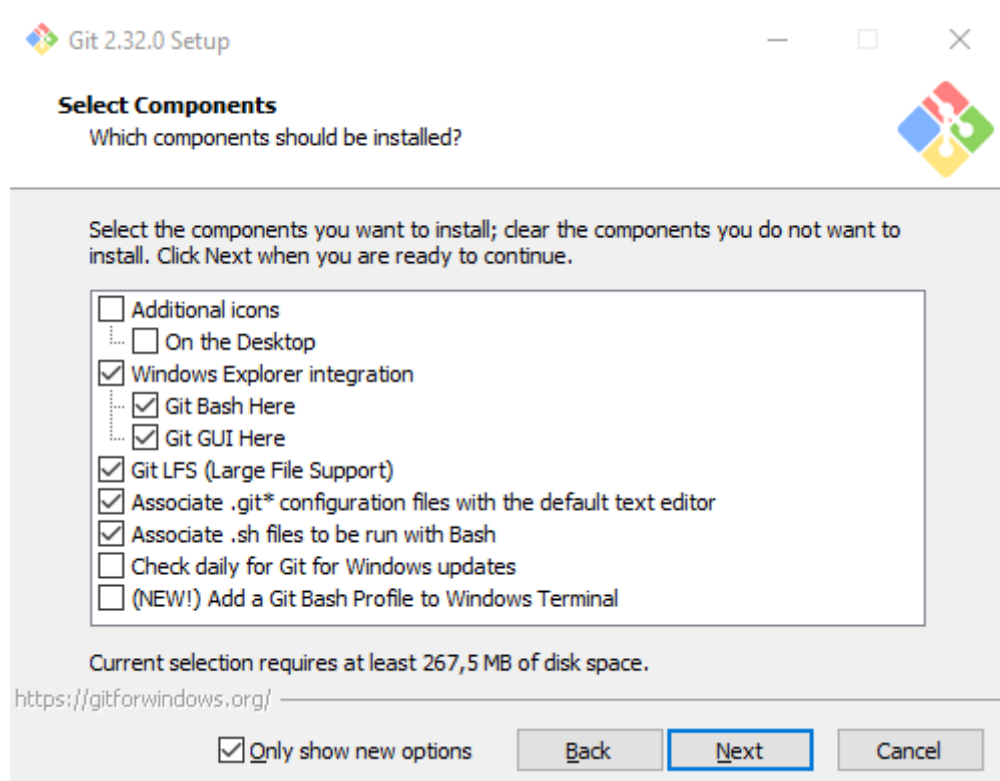 Git 2.32.0 Setup
Select Components
Which components should be installed?
Select the components you want to install; clear the components you do not want to
install. Click Next when you are ready to continue.
Additional icons
On the Desktop
Windows Explorer integration
Git Bash Here
Git GUI Here
Git LFS (Large File Support)
Associate .git* configuration files with the default text editor
Associate .sh files to be run with Bash
Check daily for Git for Windows updates
(NEW!) Add a Git Bash Profile to Windows Terminal
Current selection requires at least 267,5 MB of disk space.
https://gitforwindows.org/
Only show new options Back Next Cancel